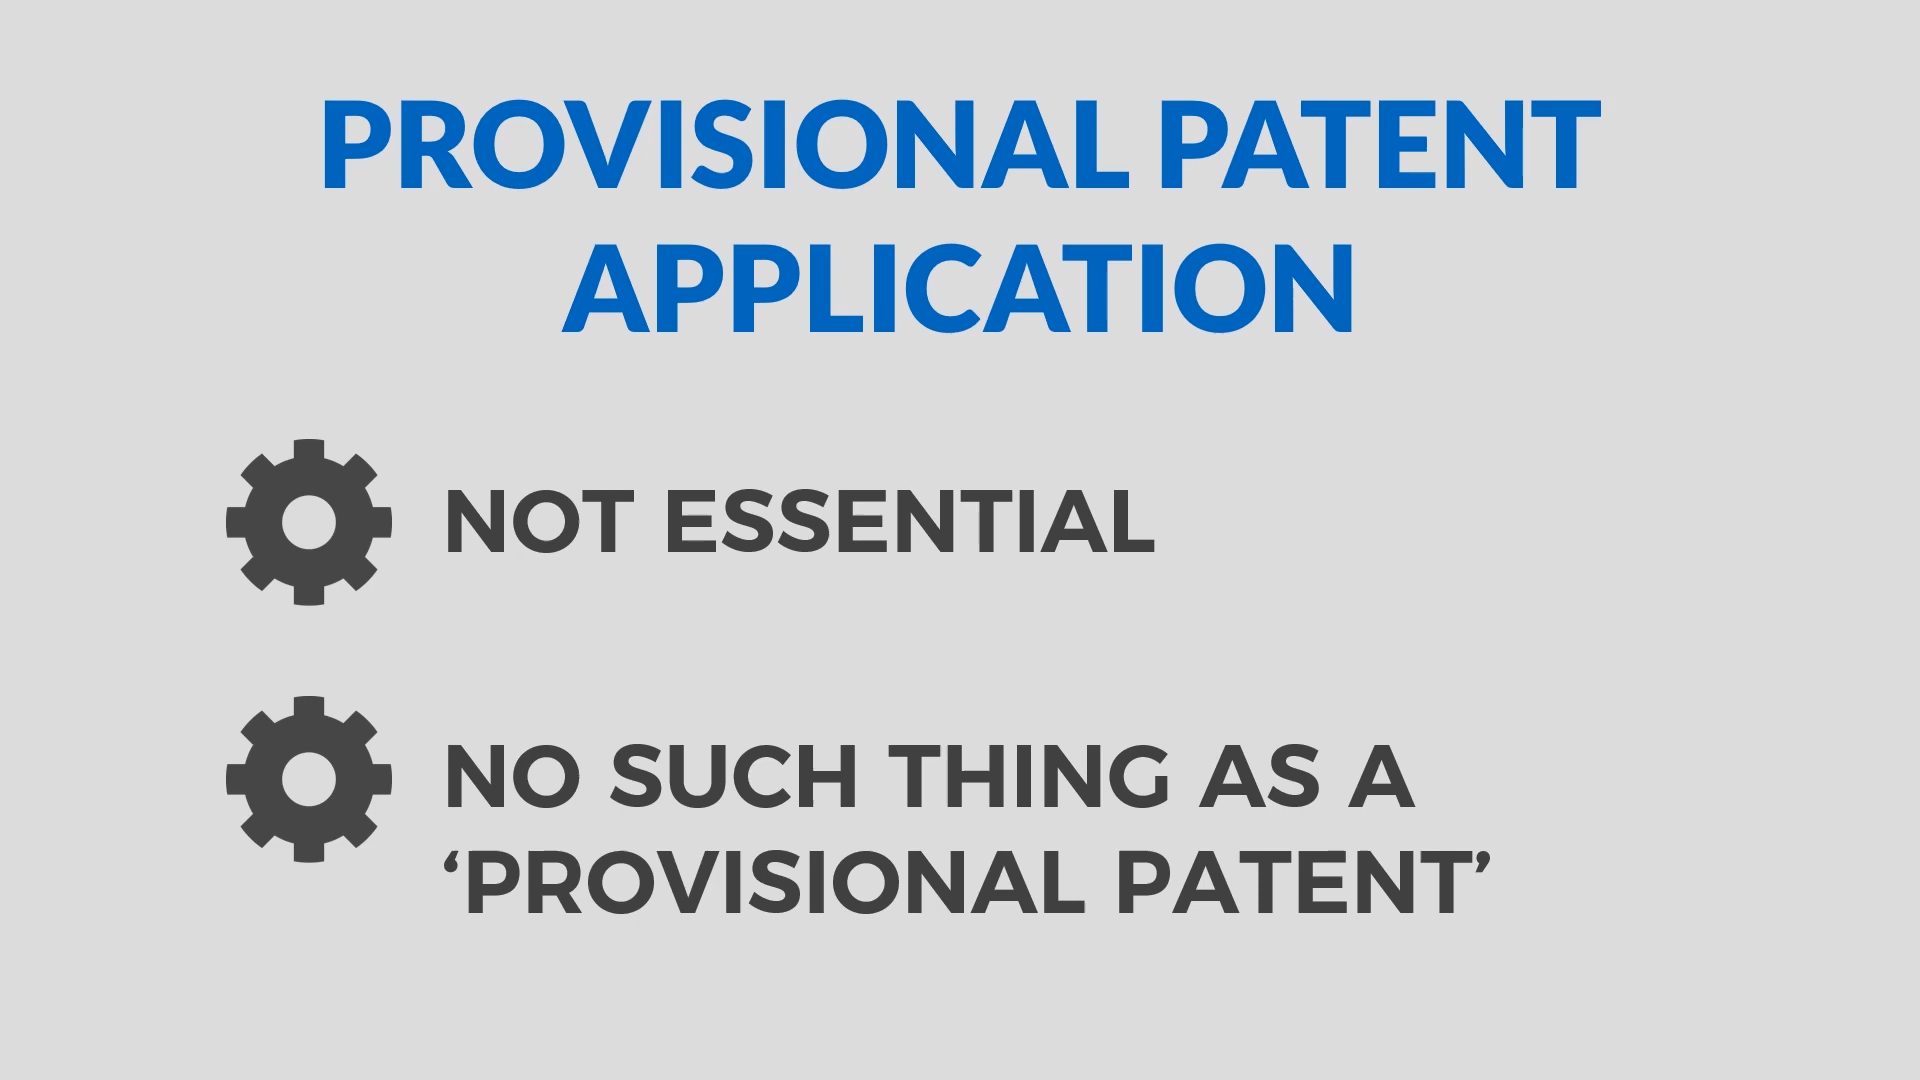 PROVISIONAL PATENT
APPLICATION
NOT ESSENTIAL
NO SUCH THING AS A
‘PROVISIONAL PATENT’